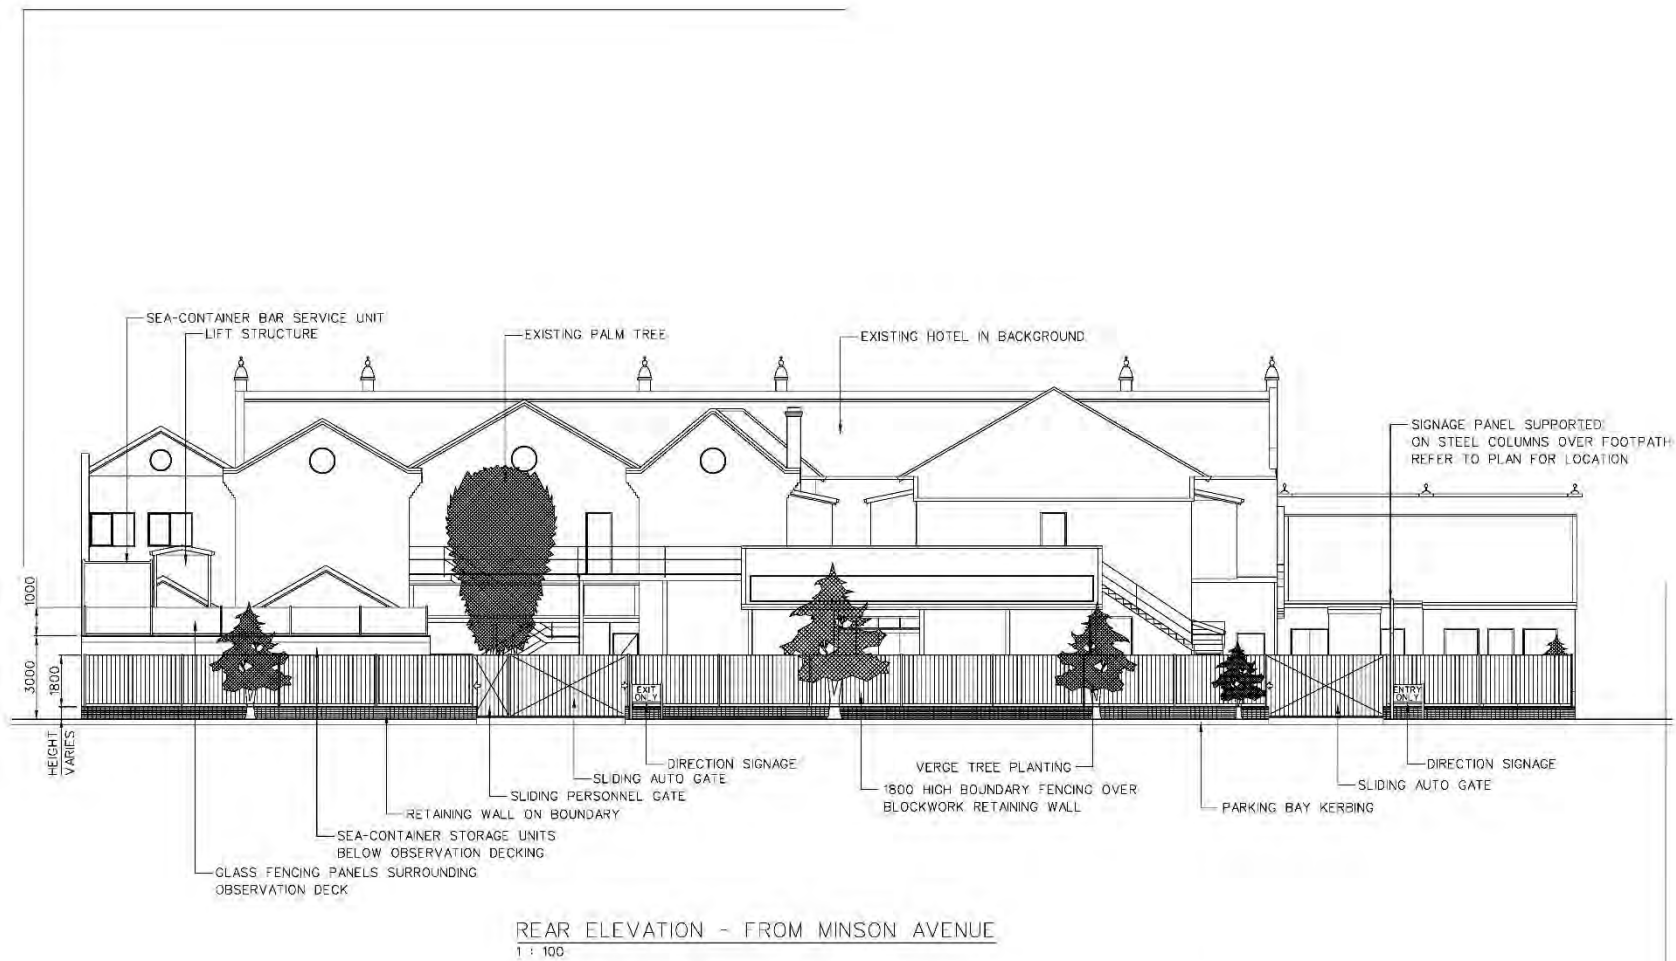 SEA-CONTAINER BAR SERVICE UNIT
LIFT STRUCTURE
EXISTING PALM TREE
EXISTING HOTEL IN BACKGROUND
SIGNAGE PANEL SUPPORTED
ON STEEL COLUMNS OVER FOOTPATH
REFER TO PLAN FOR LOCATION
1000
3000
1800
HEIGHT
VARIES
EXIT
ONLY
ENTRY
ONLY
DIRECTION SIGNAGE
SLIDING AUTO GATE
SLIDING PERSONNEL GATE
RETAINING WALL ON BOUNDARY
SEA-CONTAINER STORAGE UNITS
BELOW OBSERVATION DECKING
GLASS FENCING PANELS SURROUNDING
OBSERVATION DECK
VERGE TREE PLANTING
1800 HIGH BOUNDARY FENCING OVER
BLOCKWORK RETAINING WALL
PARKING BAY KERBING
DIRECTION SIGNAGE
SLIDING AUTO GATE
REAR ELEVATION - FROM MINSON AVENUE
1 : 100